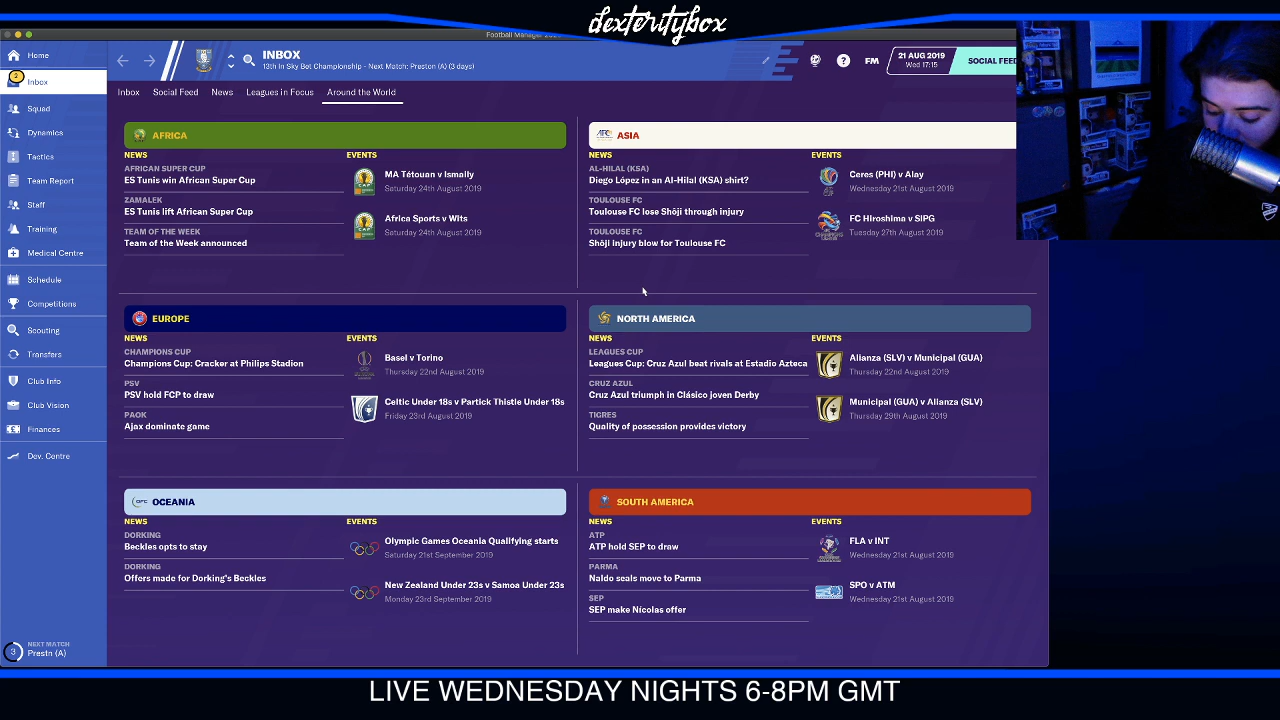 dexteritybox
Football Manager 20
Home
2
Inbox
Squad
Dynamics
Tactics
Team Report
Staff
Training
Medical Centre
Schedule
Competitions
Scouting
Transfers
Club Info
Club Vision
Finances
Dev. Centre
3
NEXT MATCH
Prestn (A)
INBOX
13th In Sky Bet Championship - Next Match: Preston (A) (3 days)
?
FM
21 AUG 2019
Wed 17:15
SOCIAL FEED
Inbox
Social Feed
News
Leagues in Focus
Around the World
AFRICA
NEWS
AFRICAN SUPER CUP
ES Tunis win African Super Cup
ZAMALEK
ES Tunis lift African Super Cup
TEAM OF THE WEEK
Team of the Week announced
EVENTS
MA Tétouan v Ismaily
Saturday 24th August 2019
Africa Sports v Wits
Saturday 24th August 2019
AFC
ASIA
NEWS
AL-HILAL (KSA)
Diego López in an Al-Hilal (KSA) shirt?
TOULOUSE FC
Toulouse FC lose Shōji through injury
TOULOUSE FC
Shōji injury blow for Toulouse FC
EVENTS
Ceres (PHI) v Alay
Wednesday 21st August 2019
FC Hiroshima v SIPG
Tuesday 27th August 2019
EUROPE
NEWS
CHAMPIONS CUP
Champions Cup: Cracker at Philips Stadion
PSV
PSV hold FCP to draw
PAOK
Ajax dominate game
EVENTS
Basel v Torino
Thursday 22nd August 2019
Celtic Under 18s v Partick Thistle Under 18s
Friday 23rd August 2019
NORTH AMERICA
NEWS
LEAGUES CUP
Leagues Cup: Cruz Azul beat rivals at Estadio Azteca
CRUZ AZUL
Cruz Azul triumph in Clásico joven Derby
TIGRES
Quality of possession provides victory
EVENTS
Alianza (SLV) v Municipal (GUA)
Thursday 22nd August 2019
Municipal (GUA) v Alianza (SLV)
Thursday 29th August 2019
OFC
OCEANIA
NEWS
DORKING
Beckles opts to stay
DORKING
Offers made for Dorking's Beckles
EVENTS
Olympic Games Oceania Qualifying starts
Saturday 21st September 2019
New Zealand Under 23s v Samoa Under 23s
Monday 23rd September 2019
SOUTH AMERICA
NEWS
ATP
ATP hold SEP to draw
PARMA
Naldo seals move to Parma
SEP
SEP make Nícolas offer
EVENTS
FLA v INT
Wednesday 21st August 2019
SPO v ATM
Wednesday 21st August 2019
LIVE WEDNESDAY NIGHTS 6-8PM GMT